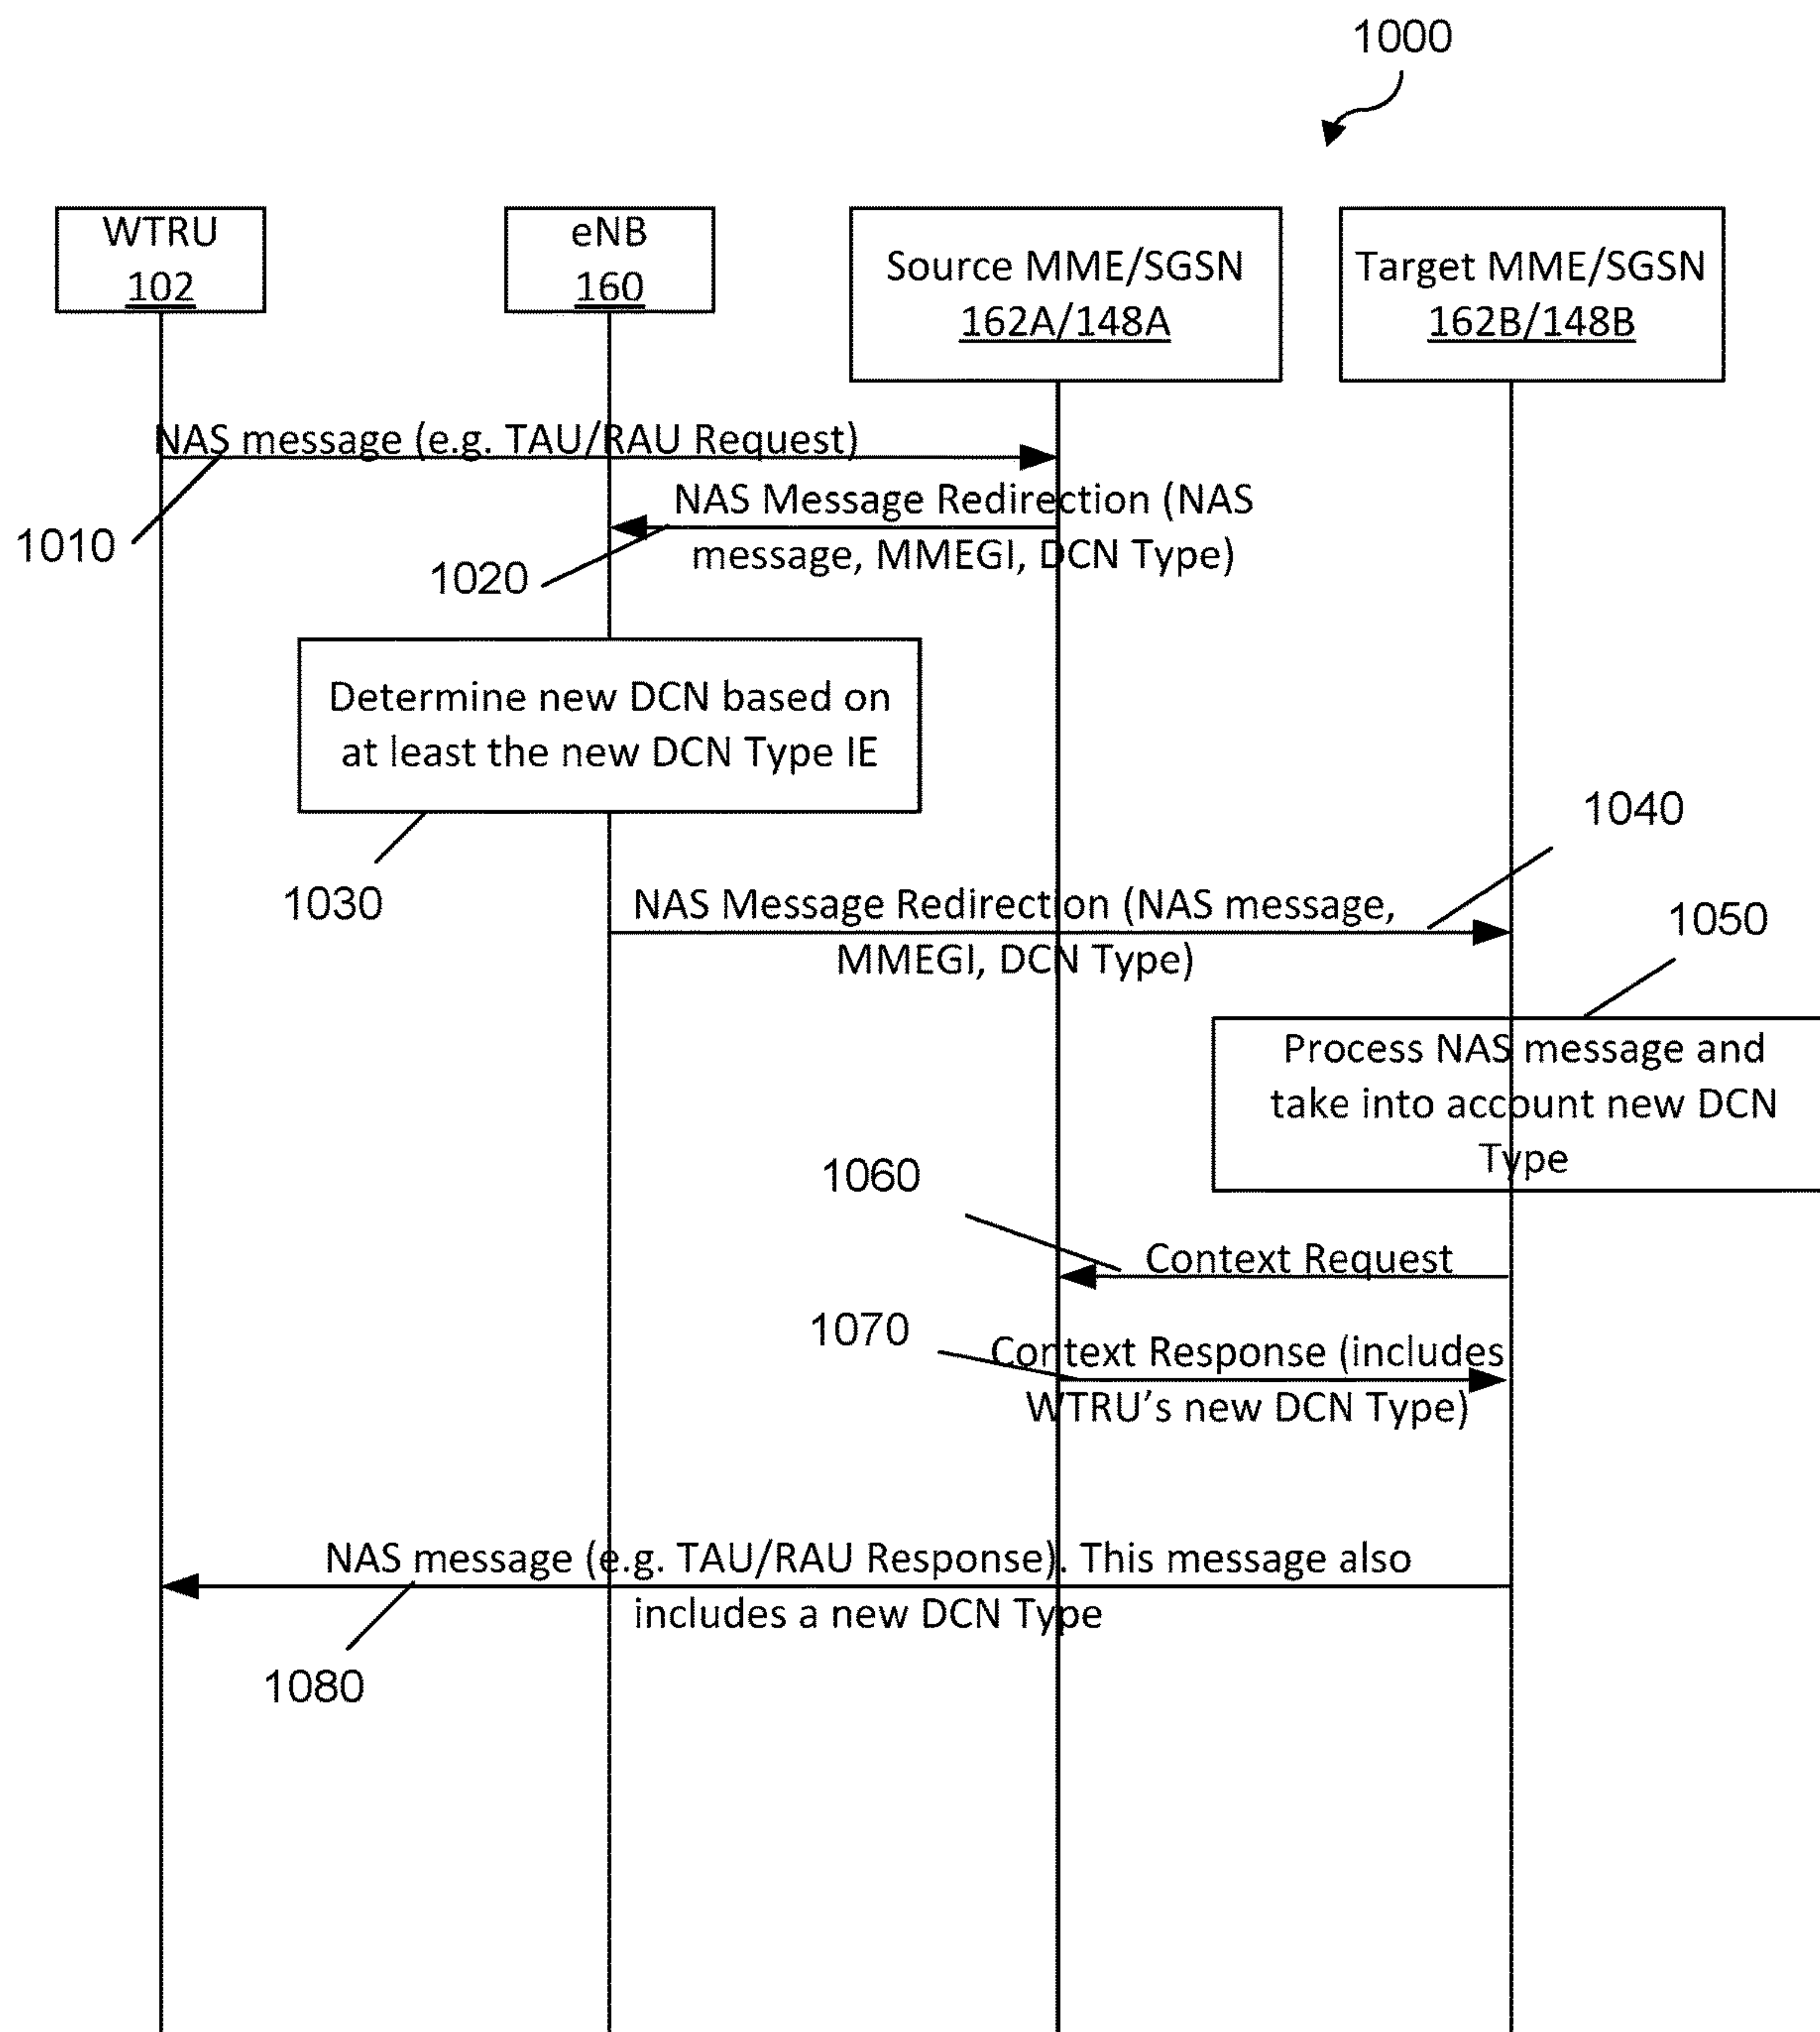 1000
WTRU
102
eNB
160
Source MME/SGSN
162A/148A
Target MME/SGSN
162B/148B
NAS message (e.g. TAU/RAU Request)
1010
NAS Message Redirection (NAS
message, MMEGI, DCN Type)
1020
Determine new DCN based on
at least the new DCN Type IE
1030
1040
NAS Message Redirection (NAS message,
MMEGI, DCN Type)
1050
Process NAS message and
take into account new DCN
Type
1060
Context Request
1070
Context Response (includes
WTRU's new DCN Type)
NAS message (e.g. TAU/RAU Response). This message also
includes a new DCN Type
1080